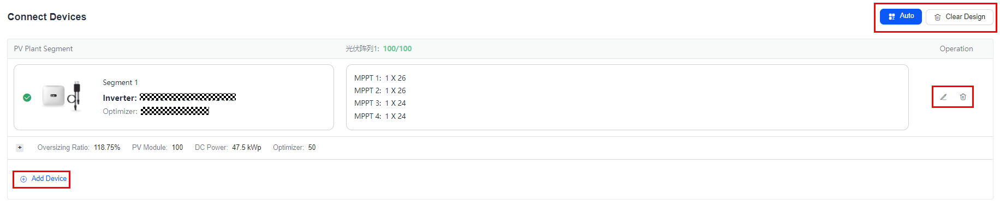 Connect Devices
Auto
Clear Design
PV Plant Segment
光伏阵列1: 100/100
Operation
Segment 1
Inverter:
Optimizer:
MPPT 1: 1 X 26
MPPT 2: 1 X 26
MPPT 3: 1 X 24
MPPT 4: 1 X 24
+ Oversizing Ratio: 118.75% PV Module: 100 DC Power: 47.5 kWp Optimizer: 50
Add Device